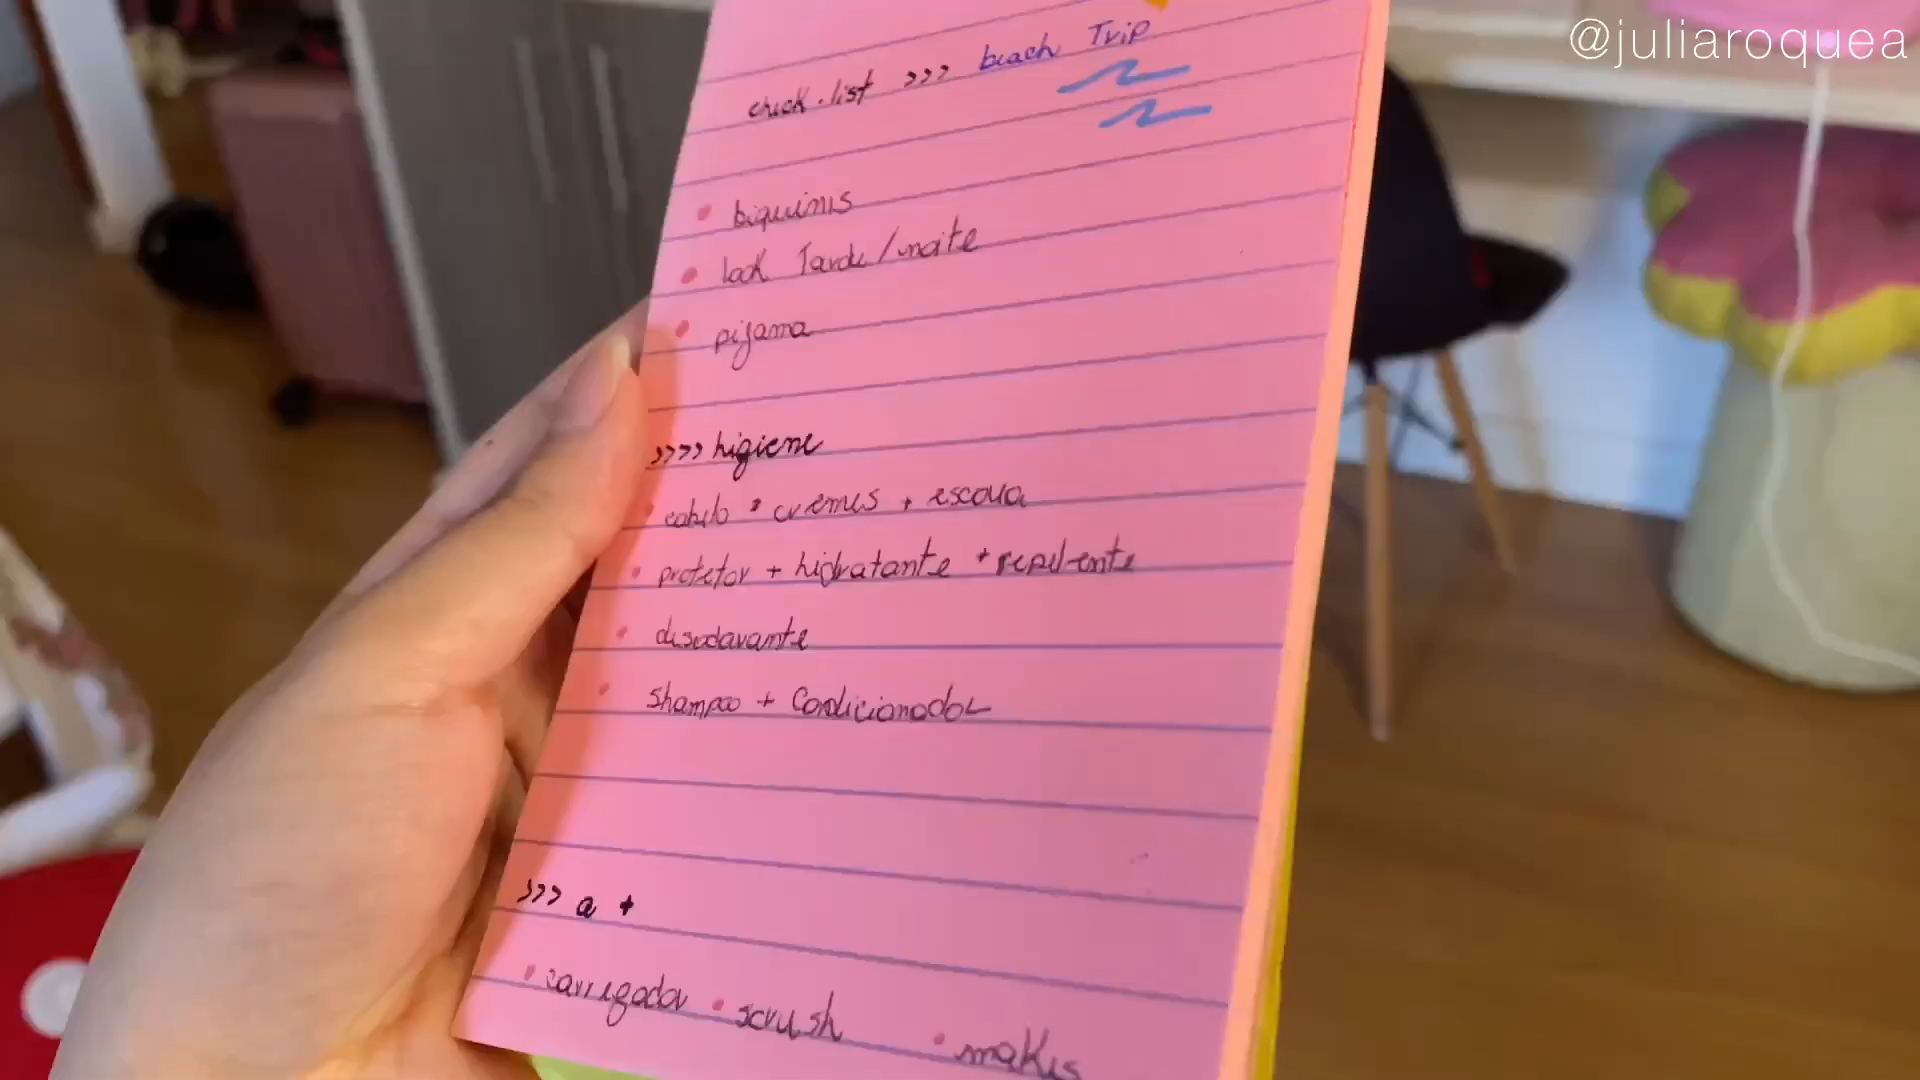 @juliaroquea
check.list >>> beach Trip
• biquinis
• look Tarde/noite
• pijama
>>>> higiene
• cabelo • cremes + escova
• protetor + hidratante + repelente
• desodorante
• Shampoo + Condicionador
>>> a +
• carregador • scrush • makes